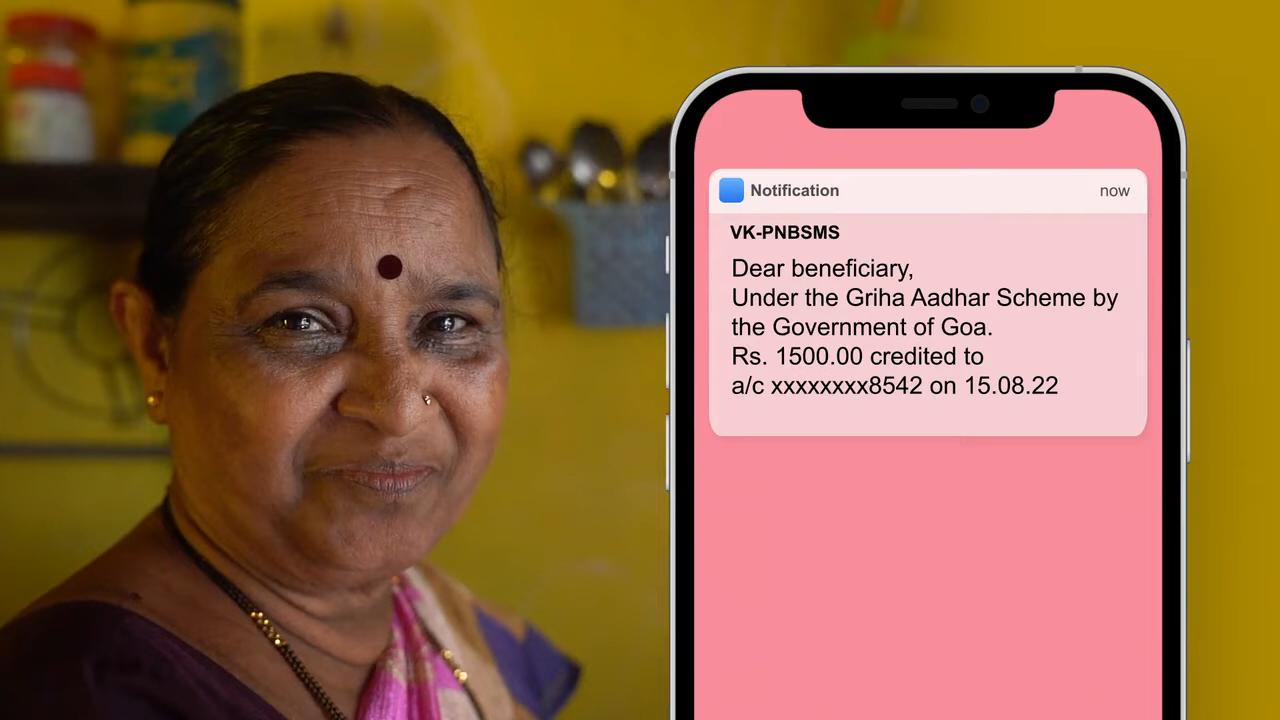 Notification now
VK-PNBSMS
Dear beneficiary,
Under the Griha Aadhar Scheme by
the Government of Goa.
Rs. 1500.00 credited to
a/c xxxxxxxx8542 on 15.08.22